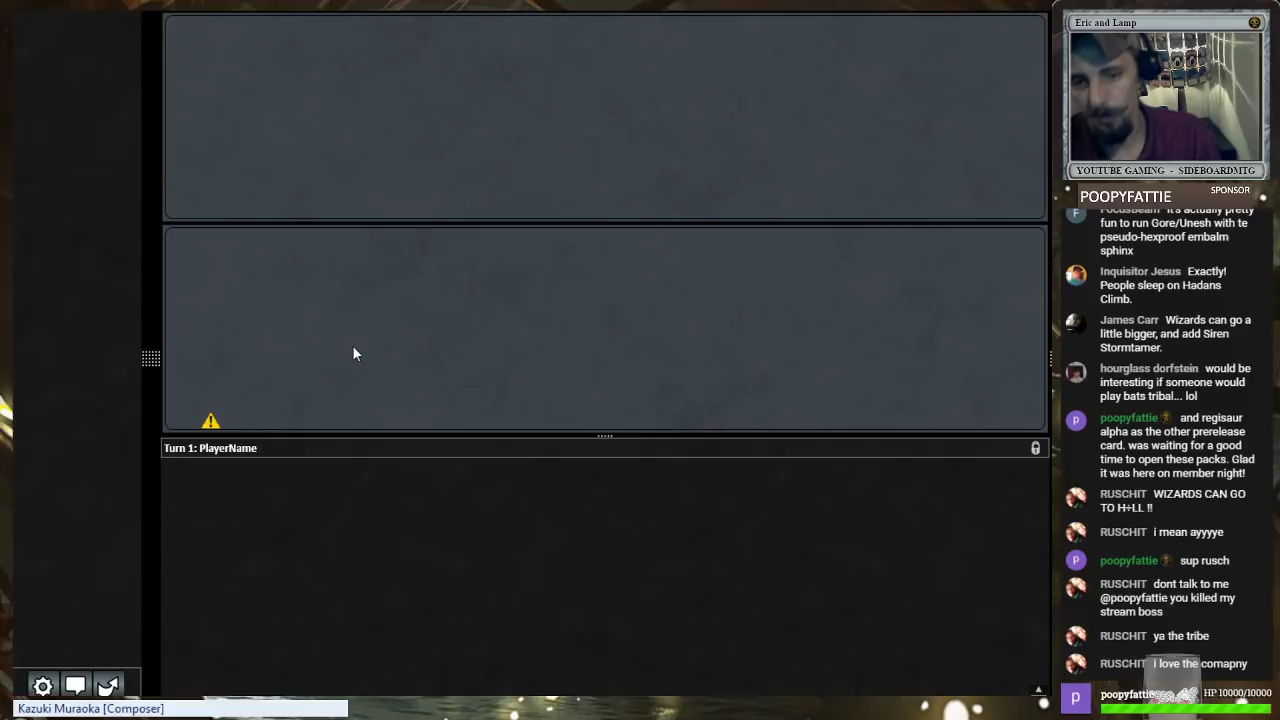 Eric and Lamp
YOUTUBE GAMING - SIDEBOARDMTG
POOPYFATTIE
SPONSOR
FocusBeam it's actually pretty
fun to run Gore/Unesh with te
pseudo-hexproof embalm
sphinx
Inquisitor Jesus Exactly!
People sleep on Hadans
Climb.
James Carr Wizards can go a
little bigger, and add Siren
Stormtamer.
hourglass dorfstein would be
interesting if someone would
play bats tribal... lol
poopyfattie and regisaur
alpha as the other prerelease
card. was waiting for a good
time to open these packs. Glad
it was here on member night!
RUSCHIT WIZARDS CAN GO
TO H÷LL !!
RUSCHIT i mean ayyyye
poopyfattie sup rusch
RUSCHIT dont talk to me
@poopyfattie you killed my
stream boss
RUSCHIT ya the tribe
RUSCHIT i love the comapny
poopyfattie HP 10000/10000
Turn 1: PlayerName
Kazuki Muraoka [Composer]